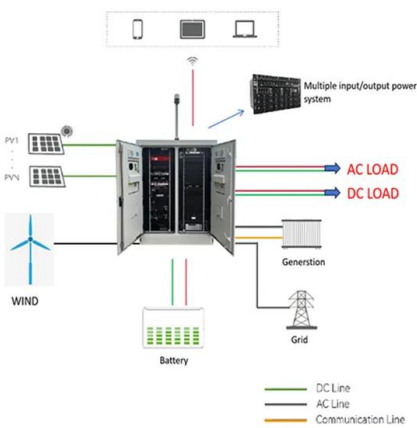 Multiple input/output power
system
PV1
PVN
AC LOAD
DC LOAD
WIND
Generstion
Grid
Battery
DC Line
AC Line
Communication Line